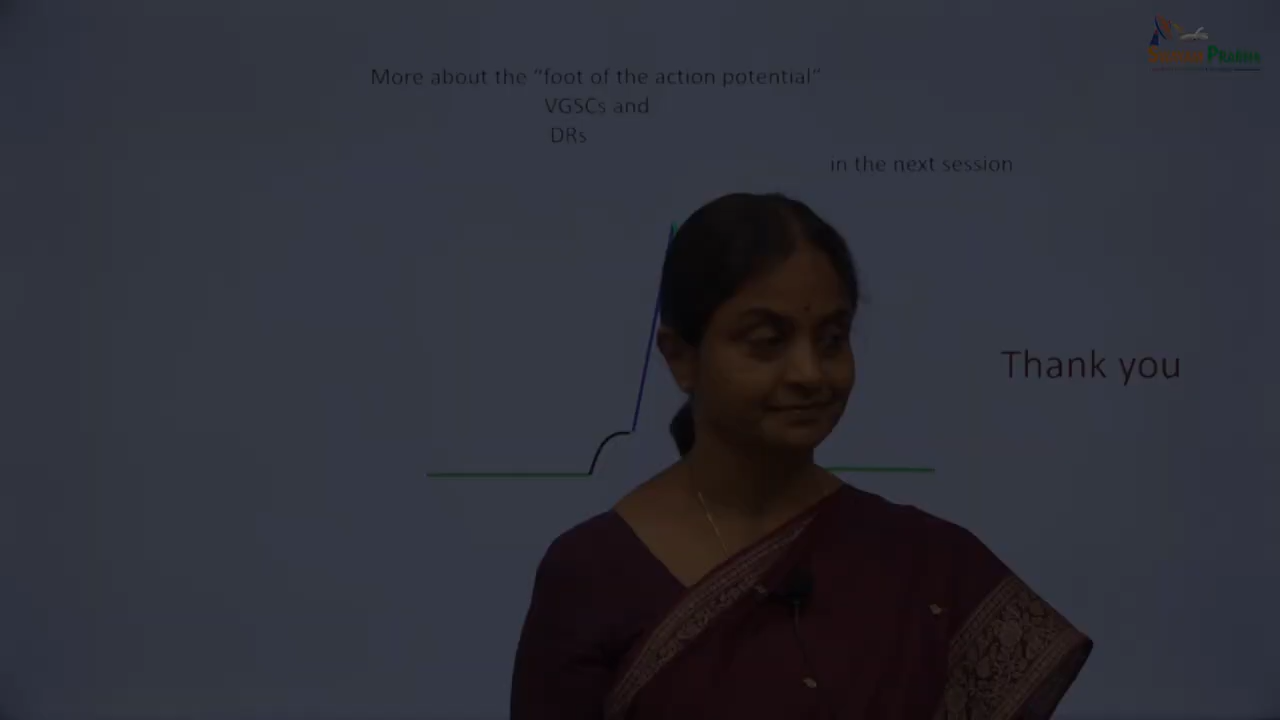 More about the “foot of the action potential”
VGSCs and
DRs
in the next session
Thank you